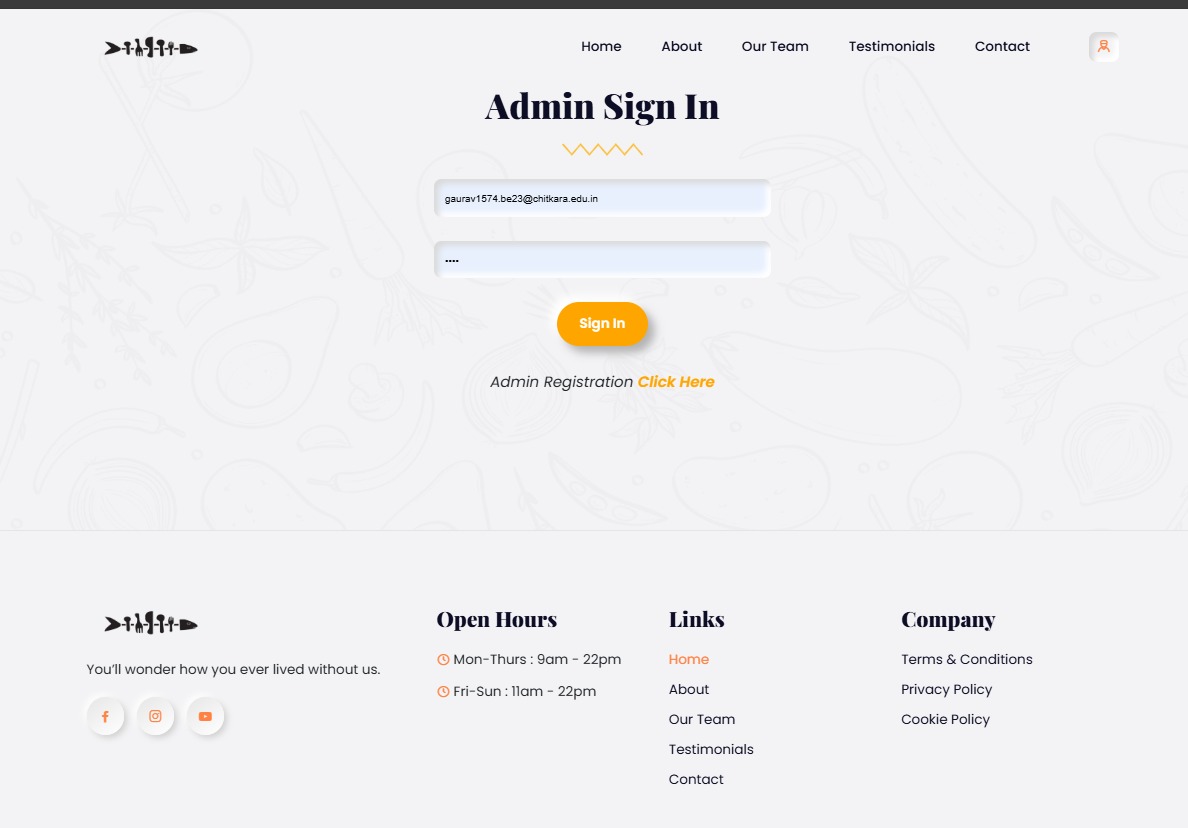 Home About Our Team Testimonials Contact
Admin Sign In
gaurav1574.be23@chitkara.edu.in
••••
Sign In
Admin Registration Click Here
Open Hours
Links
Company
Mon-Thurs : 9am - 22pm
Home
Terms & Conditions
You’ll wonder how you ever lived without us.
Fri-Sun : 11am - 22pm
About
Privacy Policy
Our Team
Cookie Policy
Testimonials
Contact